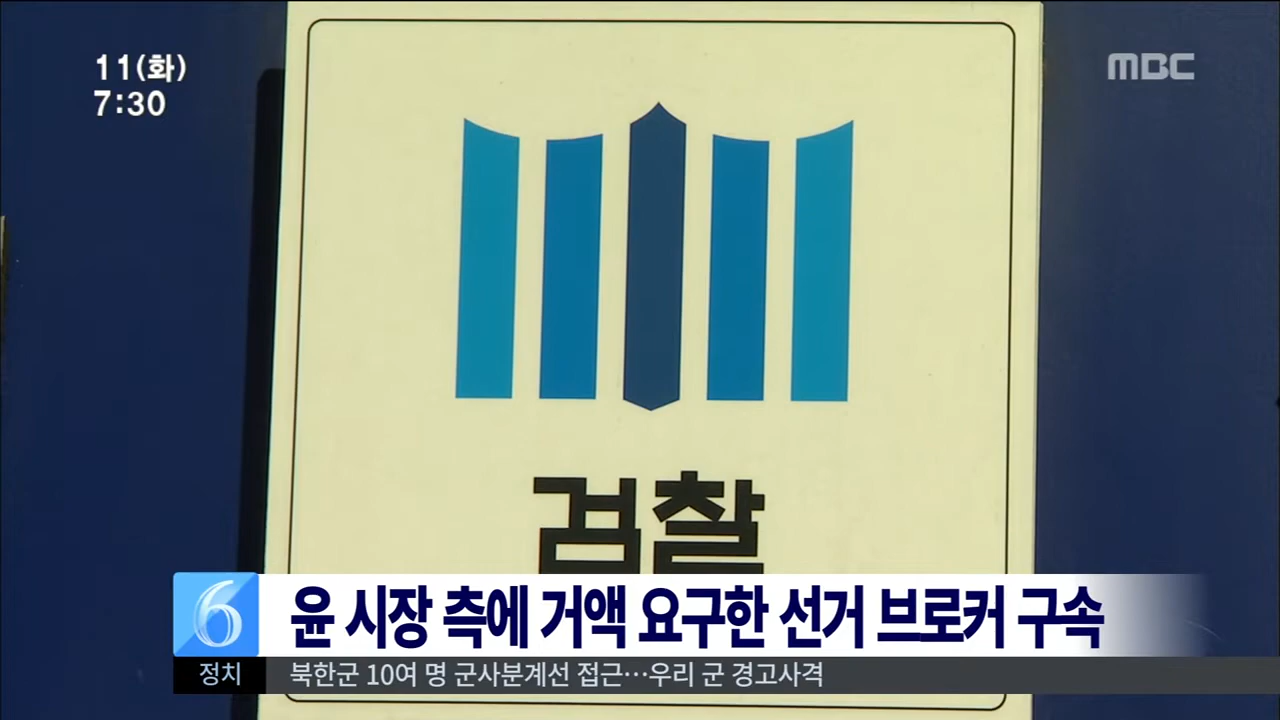 11(화)
7:30
MBC
검찰
6
윤 시장 측에 거액 요구한 선거 브로커 구속
정치
북한군 10여 명 군사분계선 접근…우리 군 경고사격